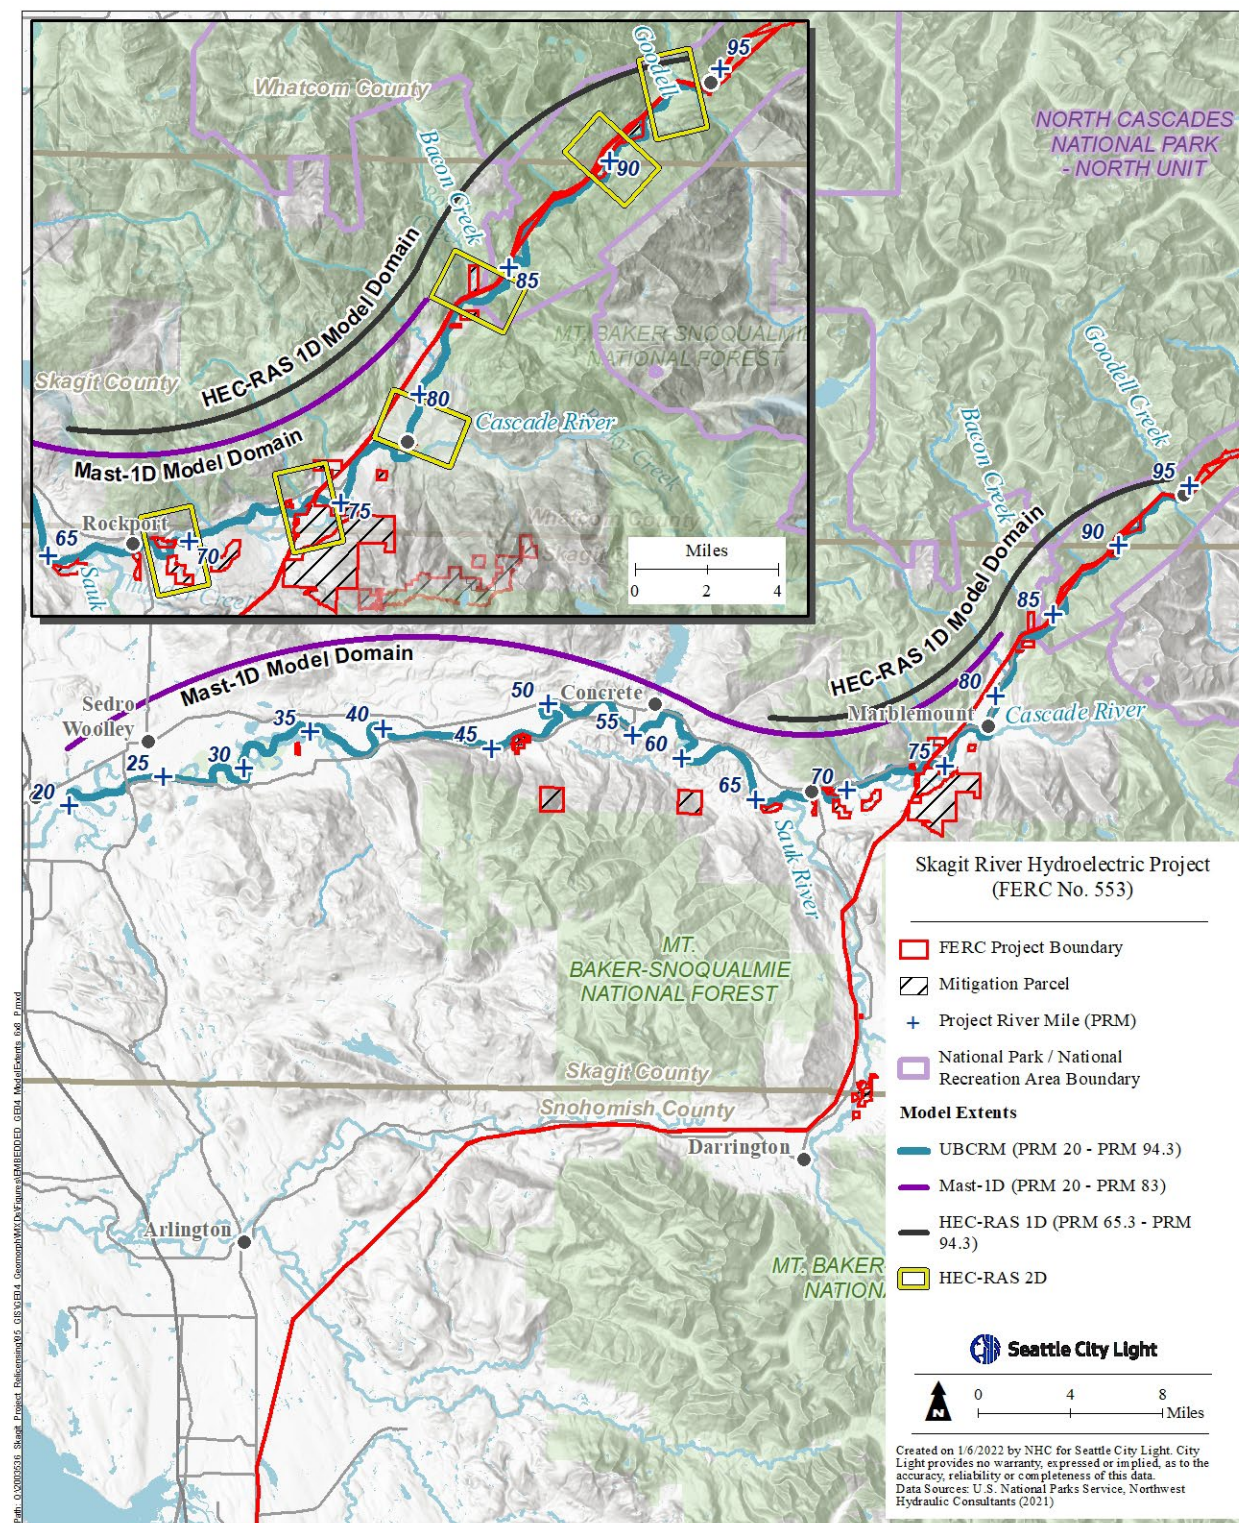 Whatcom County
Goodell
95
Bacon Creek
90
85
HEC-RAS 1D Model Domain
MT. BAKER-SNOQUALMIE
NATIONAL FOREST
Skagit County
80
Cascade River
Mast-1D Model Domain
75
Rockport
65
70
Sauk
Creek
Miles
0 2 4
NORTH CASCADES
NATIONAL PARK
- NORTH UNIT
Goodell Creek
Bacon Creek
95
90
85
HEC-RAS 1D Model Domain
80
Marblemount
Cascade River
Mast-1D Model Domain
Sedro
Woolley
50
Concrete
35
40
45
55
60
30
25
20
65
70
75
Sauk River
MT.
BAKER-SNOQUALMIE
NATIONAL FOREST
Skagit County
Snohomish County
Darrington
Arlington
MT. BAKER-
Skagit River Hydroelectric Project
(FERC No. 553)
FERC Project Boundary
Mitigation Parcel
Project River Mile (PRM)
National Park / National
Recreation Area Boundary
Model Extents
UBCRM (PRM 20 - PRM 94.3)
Mast-1D (PRM 20 - PRM 83)
HEC-RAS 1D (PRM 65.3 - PRM
94.3)
HEC-RAS 2D
Seattle City Light
N
0 4 8
Miles
Created on 1/6/2022 by NHC for Seattle City Light. City
Light provides no warranty, expressed or implied, as to the
accuracy, reliability or completeness of this data.
Data Sources: U.S. National Parks Service, Northwest
Hydraulic Consultants (2021)